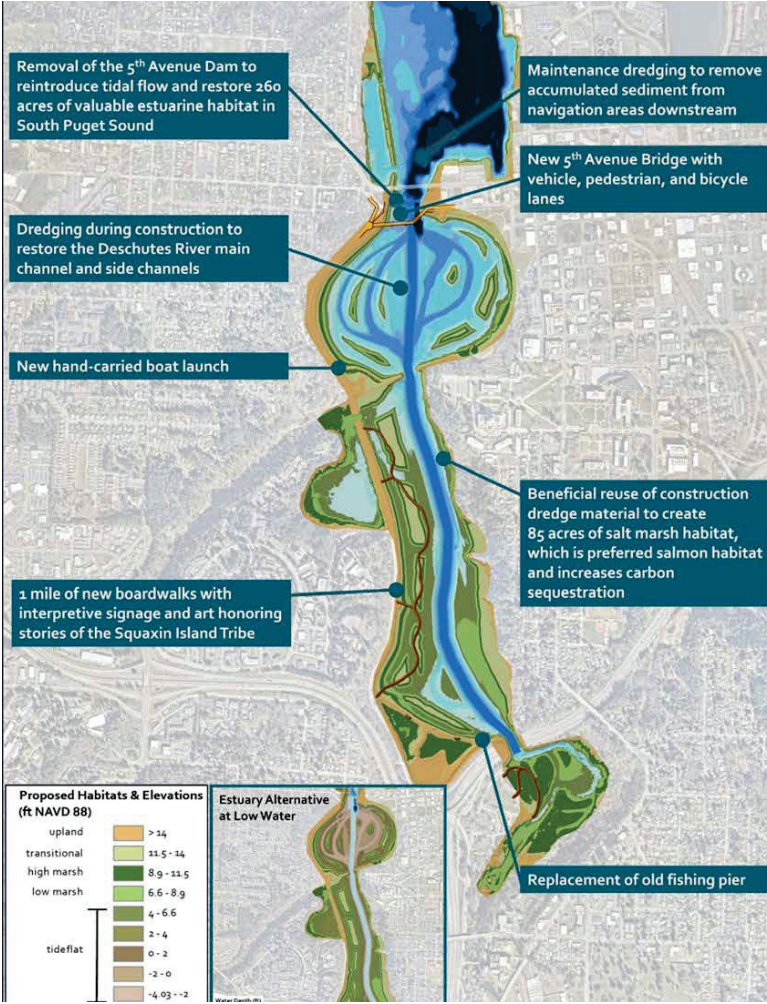 Removal of the 5th Avenue Dam to
reintroduce tidal flow and restore 260
acres of valuable estuarine habitat in
South Puget Sound
Maintenance dredging to remove
accumulated sediment from
navigation areas downstream
New 5th Avenue Bridge with
vehicle, pedestrian, and bicycle
lanes
Dredging during construction to
restore the Deschutes River main
channel and side channels
New hand-carried boat launch
Beneficial reuse of construction
dredge material to create
85 acres of salt marsh habitat,
which is preferred salmon habitat
and increases carbon
sequestration
1 mile of new boardwalks with
interpretive signage and art honoring
stories of the Squaxin Island Tribe
Replacement of old fishing pier
Proposed Habitats & Elevations
(ft NAVD 88)
upland > 14
transitional 11.5 - 14
high marsh 8.9 - 11.5
low marsh 6.6 - 8.9
4 - 6.6
2 - 4
tideflat 0 - 2
-2 - 0
-4.03 - -2
Estuary Alternative
at Low Water
Water Depth (ft)